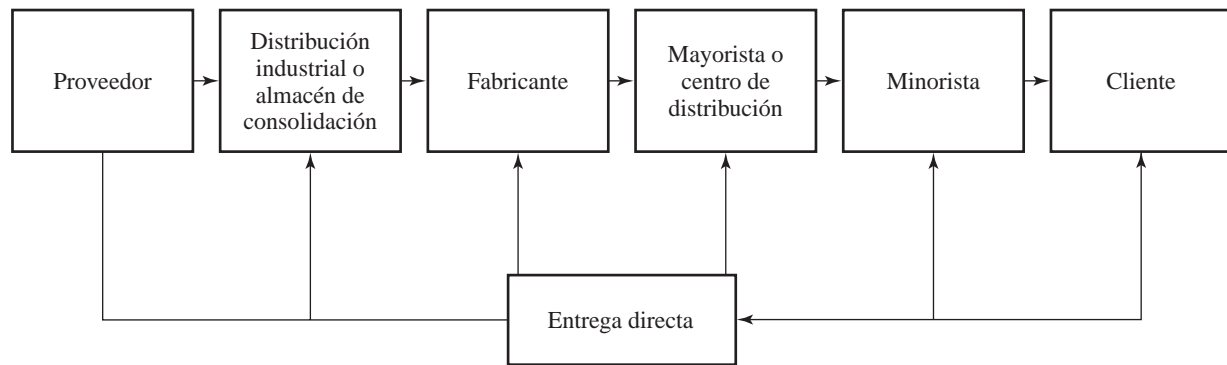 Proveedor
Distribución
industrial o
almacén de
consolidación
Fabricante
Mayorista o
centro de
distribución
Minorista
Cliente
Entrega directa